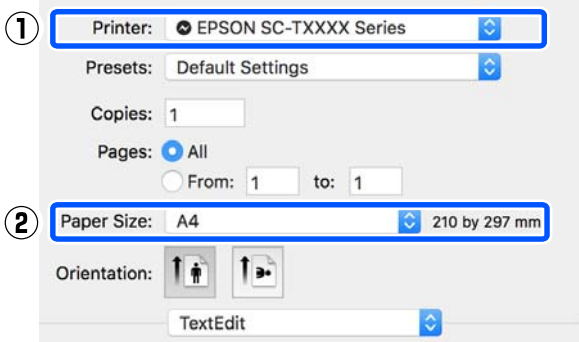 ① Printer: EPSON SC-TXXXX Series
Presets: Default Settings
Copies: 1
Pages: All
From: 1 to: 1
② Paper Size: A4 210 by 297 mm
Orientation:
TextEdit